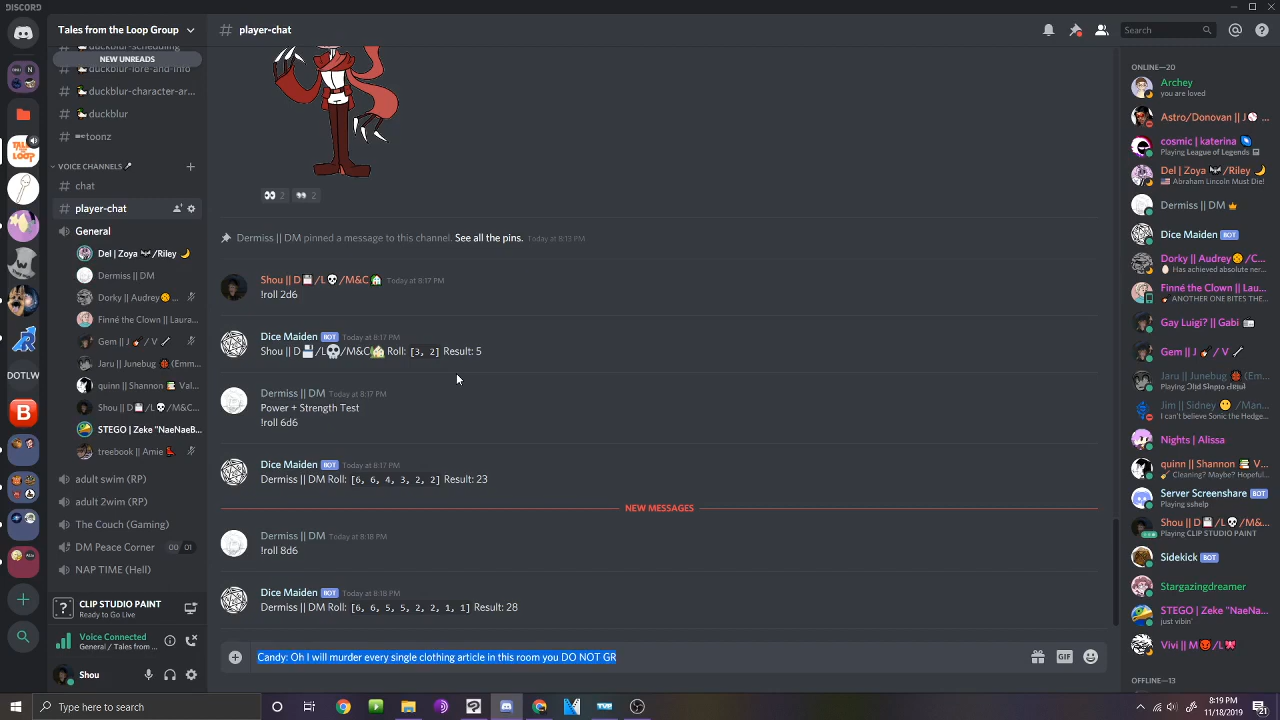 DISCORD
Tales from the Loop Group
# player-chat
Search
NEW UNREADS
# duckblur-scheduling
# duckblur-lore-and-info
# duckblur-character-ar...
# duckblur
toonz
VOICE CHANNELS
# chat
# player-chat
General
Del | Zoya /Riley
Dermiss || DM
Dorky || Audrey ...
Finné the Clown || Laura...
Gem || J / V
Jaru || Junebug (Emm...
quinn || Shannon Val...
Shou || D /L /M&C...
STEGO | Zeke "NaeNaeB...
treebook || Amie
adult swim (RP)
adult 2wim (RP)
The Couch (Gaming)
DM Peace Corner 00 01
NAP TIME (Hell)
CLIP STUDIO PAINT
Ready to Go Live
Voice Connected
General / Tales from ...
Shou
DOTLW
2 2
Dermiss || DM pinned a message to this channel. See all the pins. Today at 8:13 PM
Shou || D /L /M&C Today at 8:17 PM
!roll 2d6
Dice Maiden BOT Today at 8:17 PM
Shou || D /L /M&C Roll: [3, 2] Result: 5
Dermiss || DM Today at 8:17 PM
Power + Strength Test
!roll 6d6
Dice Maiden BOT Today at 8:17 PM
Dermiss || DM Roll: [6, 6, 4, 3, 2, 2] Result: 23
NEW MESSAGES
Dermiss || DM Today at 8:18 PM
!roll 8d6
Dice Maiden BOT Today at 8:18 PM
Dermiss || DM Roll: [6, 6, 5, 5, 2, 2, 1, 1] Result: 28
Candy: Oh I will murder every single clothing article in this room you DO NOT GR
GIF
ONLINE—20
Archey
you are loved
Astro/Donovan || J ...
cosmic | katerina
Playing League of Legends
Del | Zoya /Riley
Abraham Lincoln Must Die!
Dermiss || DM
Dice Maiden BOT
Dorky || Audrey /C...
Has achieved absolute ner...
Finné the Clown || Lau...
ANOTHER ONE BITES THE...
Gay Luigi? || Gabi
Gem || J / V
Jaru || Junebug (Em...
Jim || Sidney /Man...
I can't believe Sonic the Hedge...
Nights | Alissa
quinn || Shannon V...
Cleaning? Maybe? Hopeful...
Server Screenshare BOT
Playing sshelp
Shou || D /L /M&...
Playing CLIP STUDIO PAINT
Sidekick BOT
Stargazingdreamer
STEGO || Zeke "NaNa...
just vibin'
Vivi || M /
OFFLINE—13
Type here to search
8:19 PM
11/18/2019